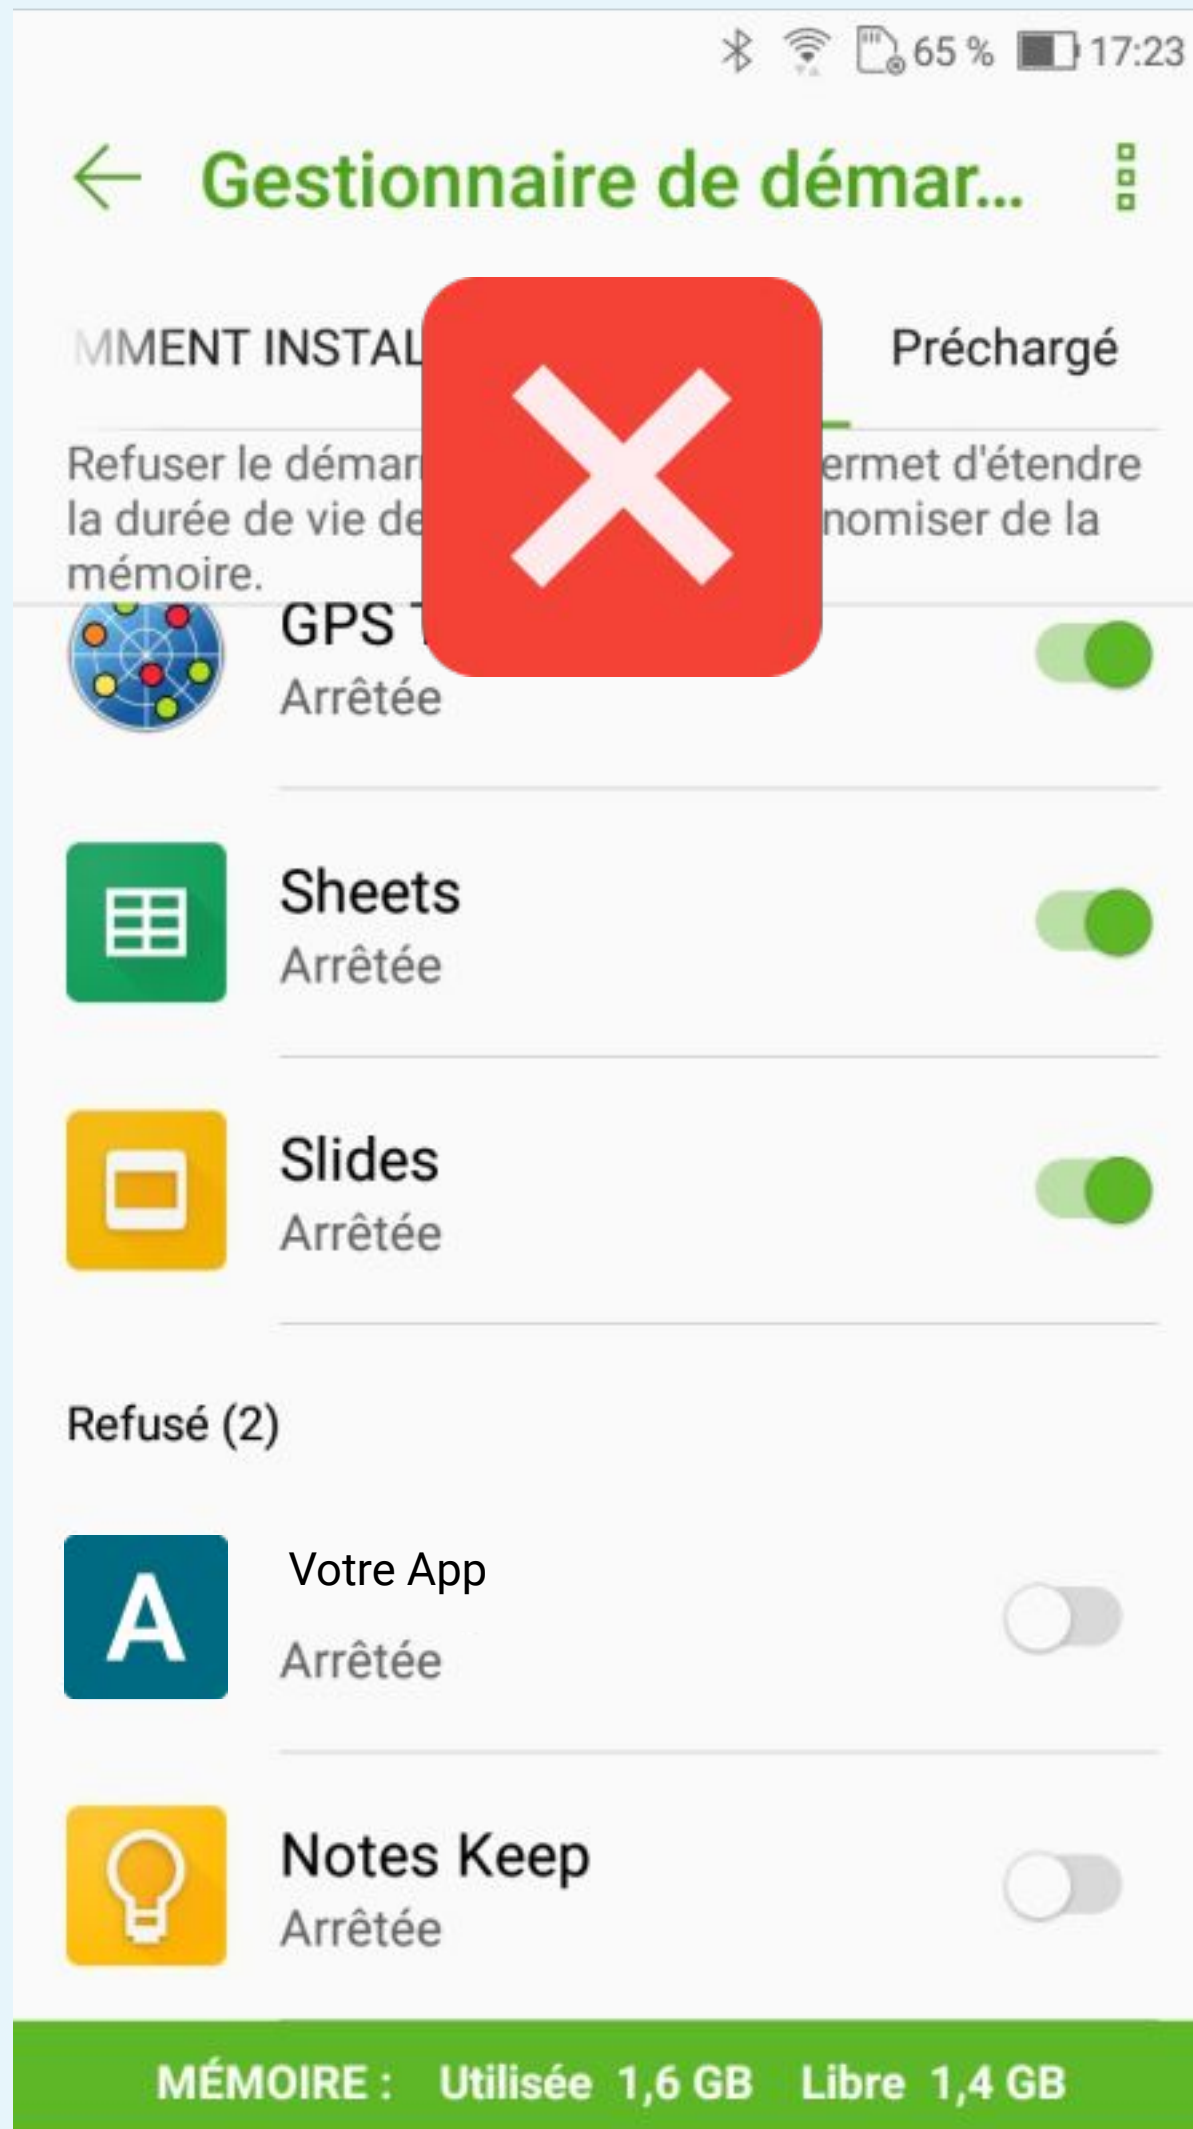 65 % 17:23
Gestionnaire de démar...
MMENT INSTAL Préchargé
Refuser le démar ermet d'étendre
la durée de vie de nomiser de la
mémoire.
GPS
Arrêtée
Sheets
Arrêtée
Slides
Arrêtée
Refusé (2)
A
Votre App
Arrêtée
Notes Keep
Arrêtée
MÉMOIRE : Utilisée 1,6 GB Libre 1,4 GB